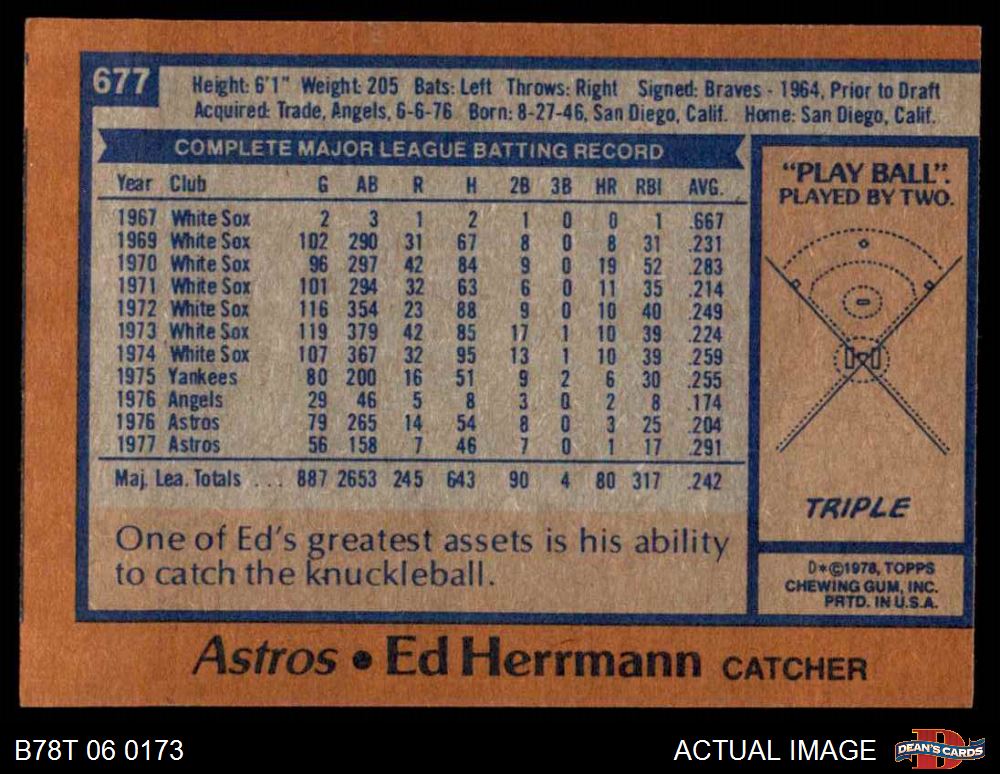 677
Height: 6'1" Weight: 205 Bats: Left Throws: Right Signed: Braves - 1964, Prior to Draft
Acquired: Trade, Angels, 6-6-76 Born: 8-27-46, San Diego, Calif. Home: San Diego, Calif.
COMPLETE MAJOR LEAGUE BATTING RECORD
Year Club G AB R H 2B 3B HR RBI AVG.
1967 White Sox 2 3 1 2 1 0 0 1 .667
1969 White Sox 102 290 31 67 8 0 8 31 .231
1970 White Sox 96 297 42 84 9 0 19 52 .283
1971 White Sox 101 294 32 63 6 0 11 35 .214
1972 White Sox 116 354 23 88 9 0 10 40 .249
1973 White Sox 119 379 42 85 17 1 10 39 .224
1974 White Sox 107 367 32 95 13 1 10 39 .259
1975 Yankees 80 200 16 51 9 2 6 30 .255
1976 Angels 29 46 5 8 3 0 2 8 .174
1976 Astros 79 265 14 54 8 0 3 25 .204
1977 Astros 56 158 7 46 7 0 1 17 .291
Maj. Lea. Totals . . . 887 2653 245 643 90 4 80 317 .242
One of Ed's greatest assets is his ability
to catch the knuckleball.
"PLAY BALL".
PLAYED BY TWO.
TRIPLE
D*©1978, TOPPS
CHEWING GUM, INC.
PRTD. IN U.S.A.
Astros • Ed Herrmann CATCHER
B78T 06 0173
ACTUAL IMAGE
D
DEAN'S CARDS